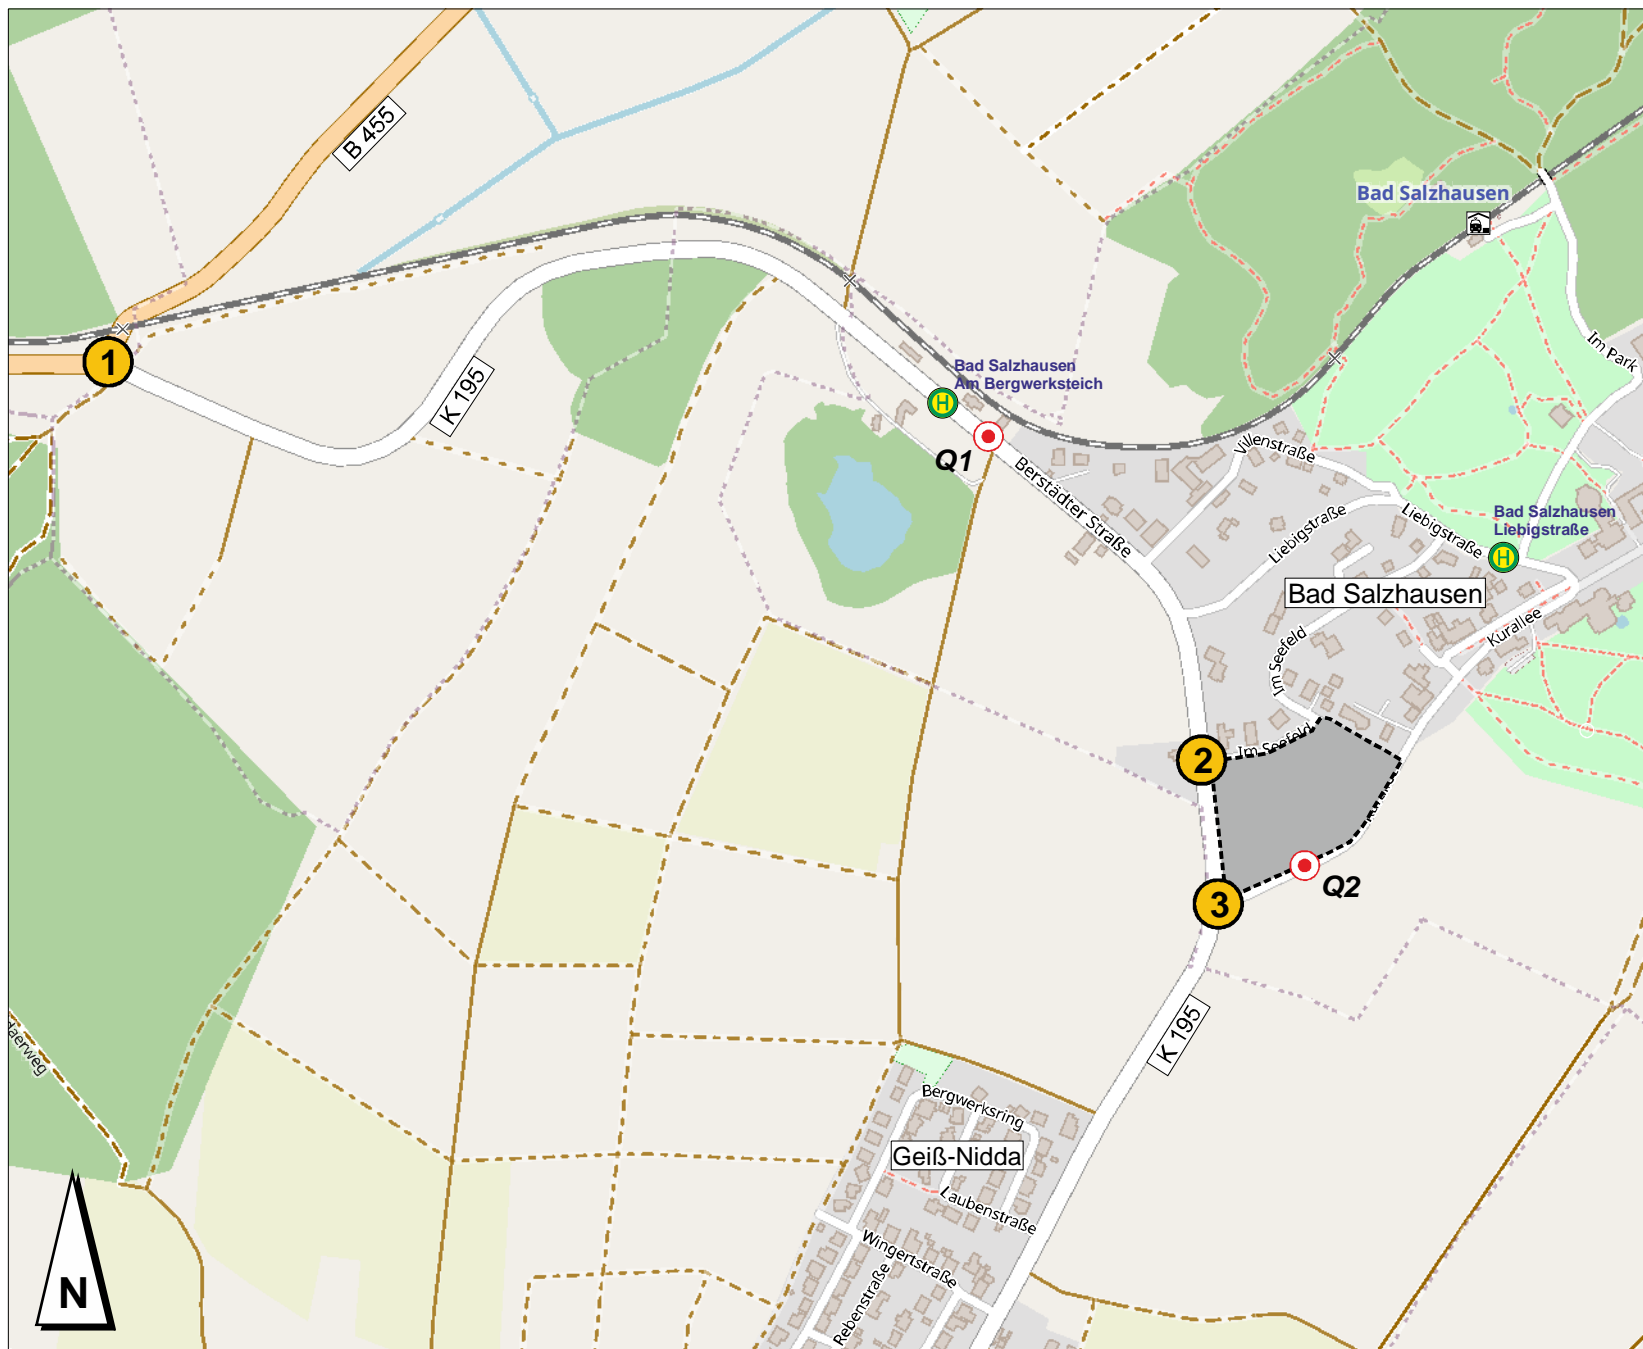 B 455
Bad Salzhausen
1
Im Park
K 195
Bad Salzhausen
Am Bergwerksteich
H
Q1
Villenstraße
Berstädter Straße
Liebigstraße
Liebigstraße
Bad Salzhausen
Liebigstraße
H
Bad Salzhausen
Kurallee
Im Seefeld
Im Seefeld
2
Q2
3
K 195
Bergwerksring
Geiß-Nidda
Laubenstraße
Wingertstraße
Rebenstraße
N